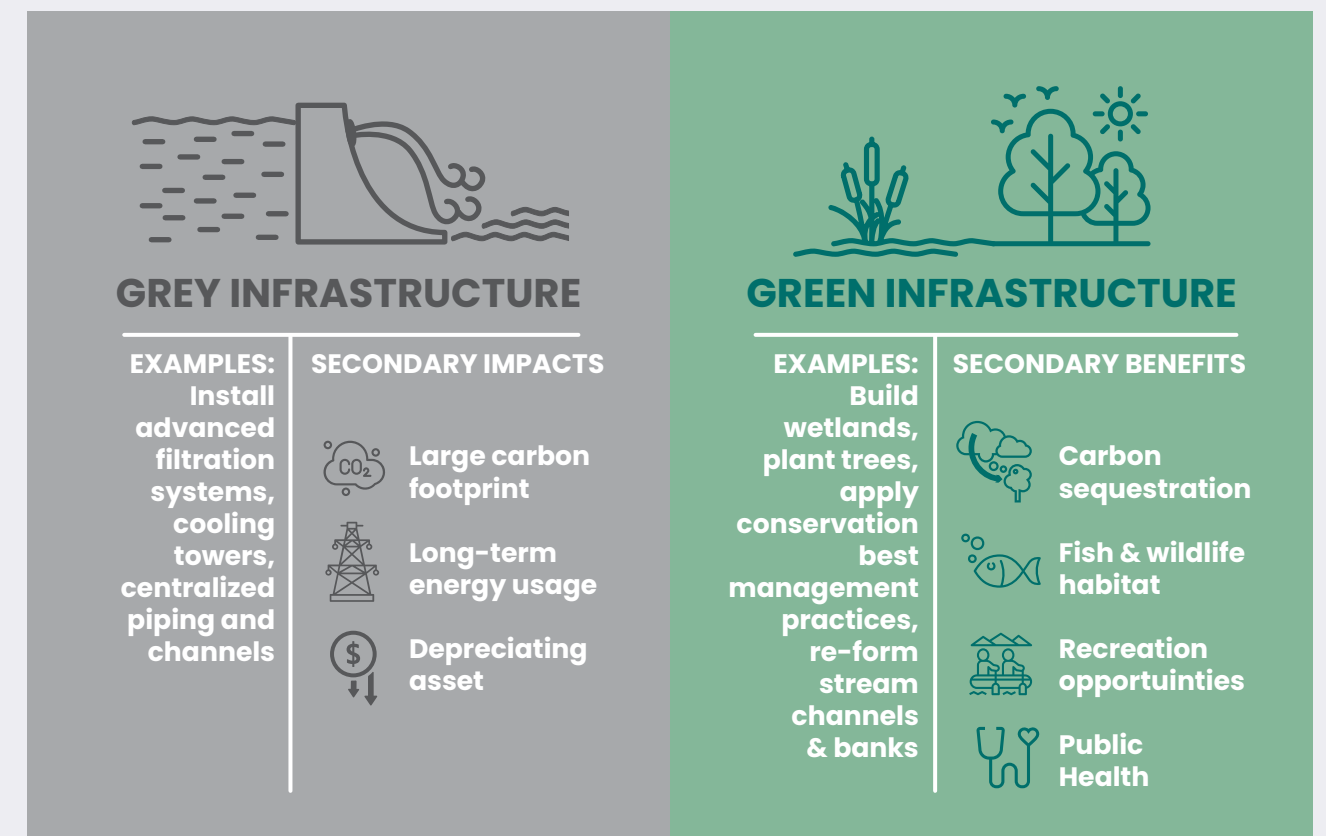 GREY INFRASTRUCTURE
EXAMPLES:
Install
advanced
filtration
systems,
cooling
towers,
centralized
piping and
channels
SECONDARY IMPACTS
CO₂
Large carbon
footprint
Long-term
energy usage
$
Depreciating
asset
GREEN INFRASTRUCTURE
EXAMPLES:
Build
wetlands,
plant trees,
apply
conservation
best
management
practices,
re-form
stream
channels
& banks
SECONDARY BENEFITS
Carbon
sequestration
Fish & wildlife
habitat
Recreation
opportuinties
Public
Health